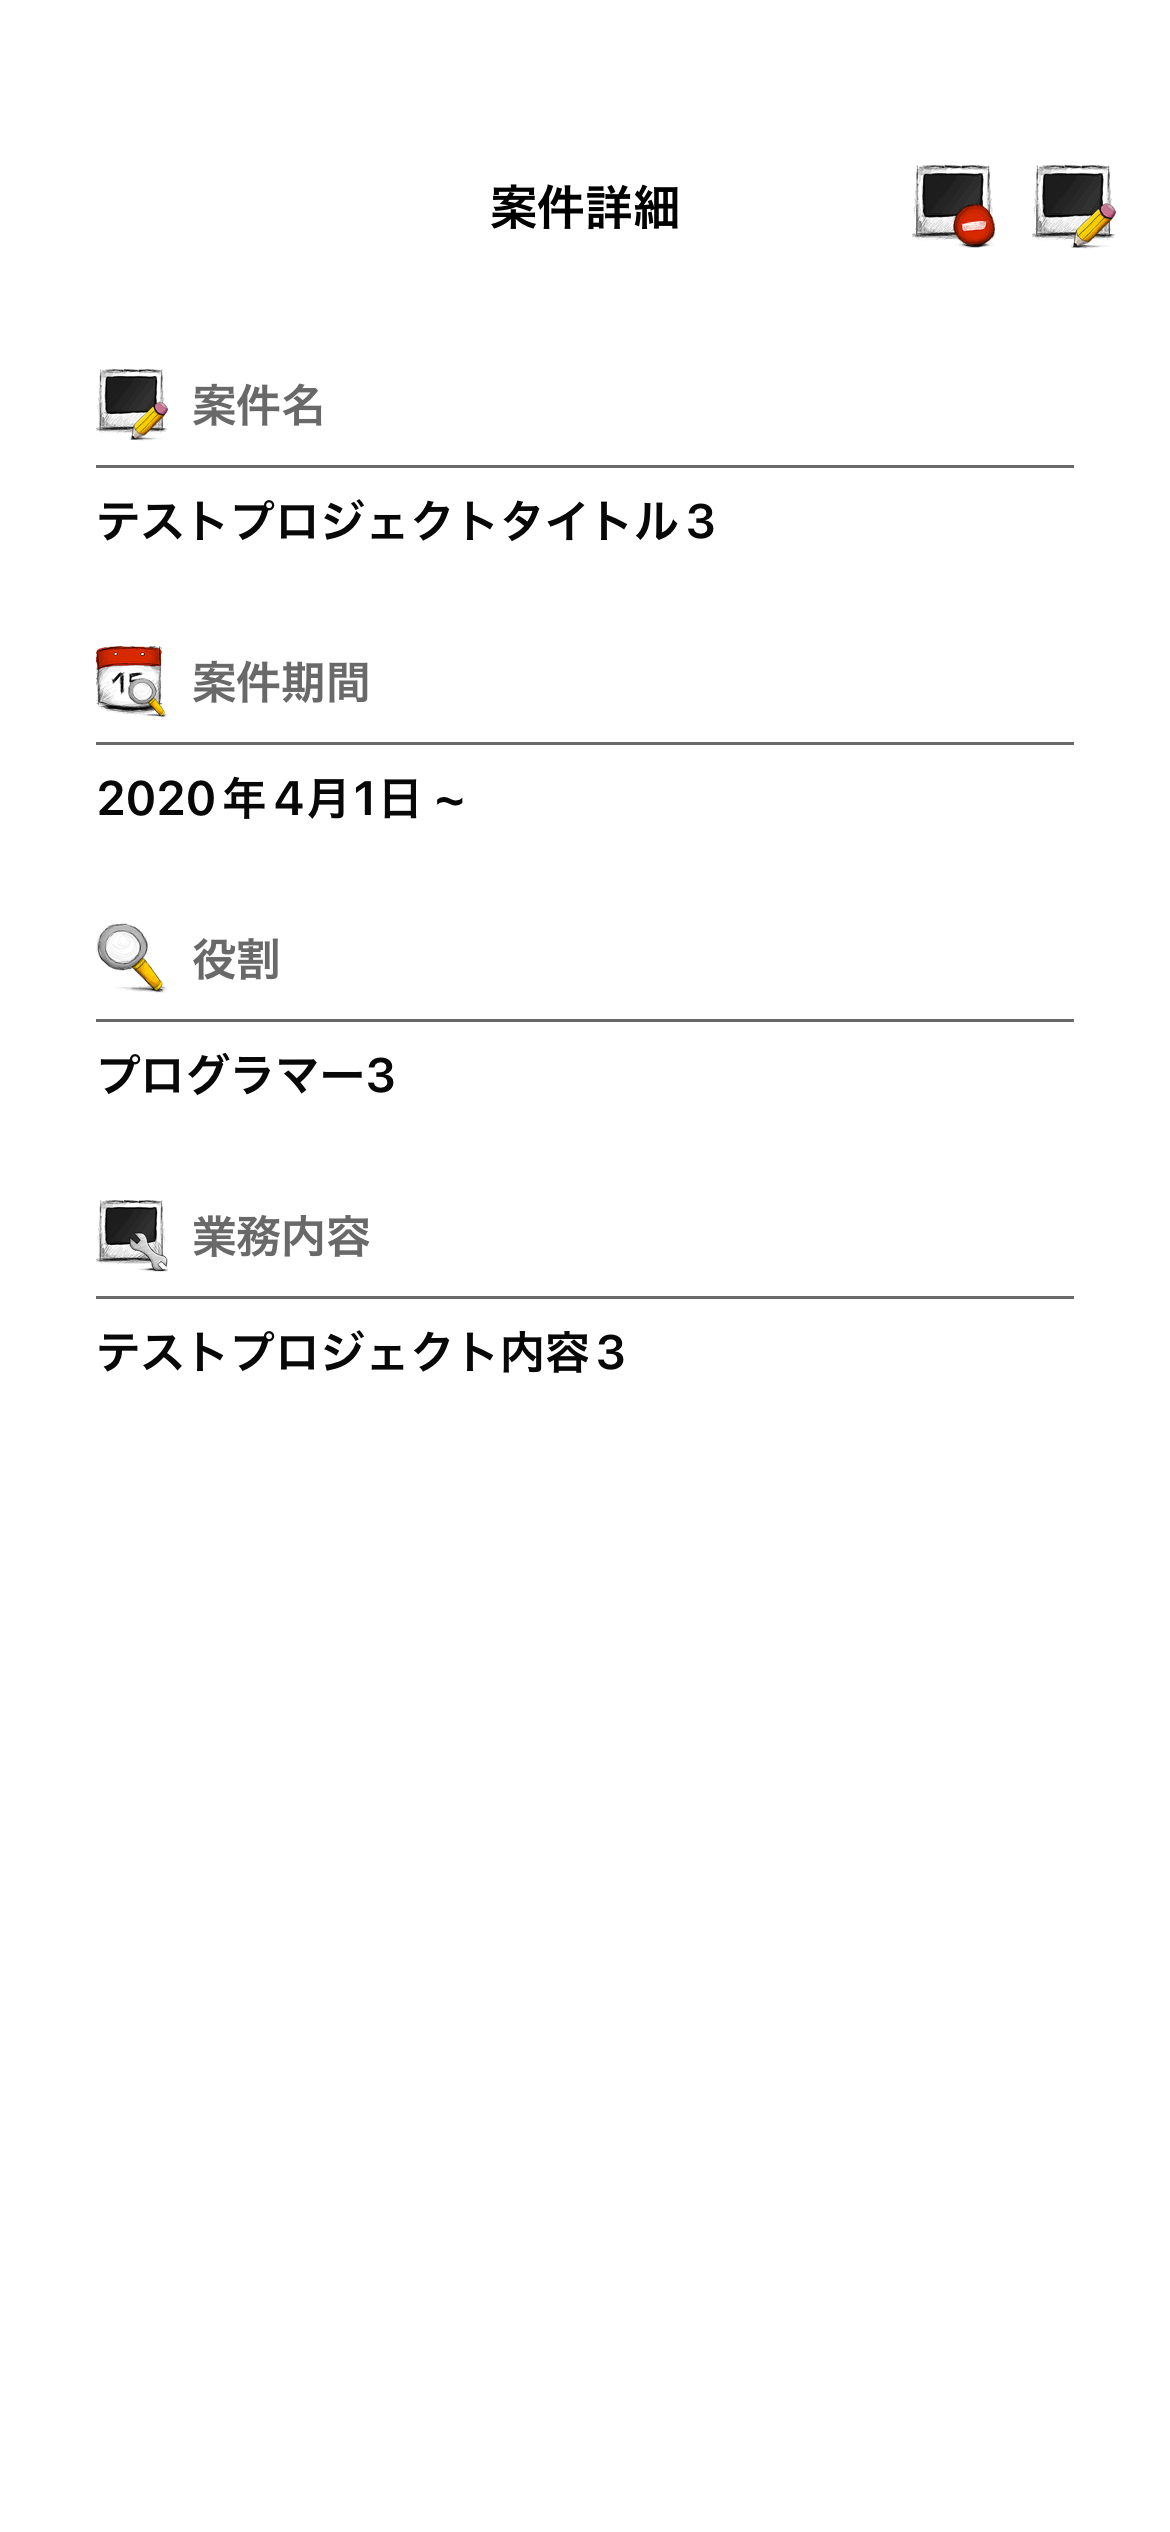 案件詳細
案件名
テストプロジェクトタイトル3
15
案件期間
2020年4月1日 ~
役割
プログラマー3
業務内容
テストプロジェクト内容3